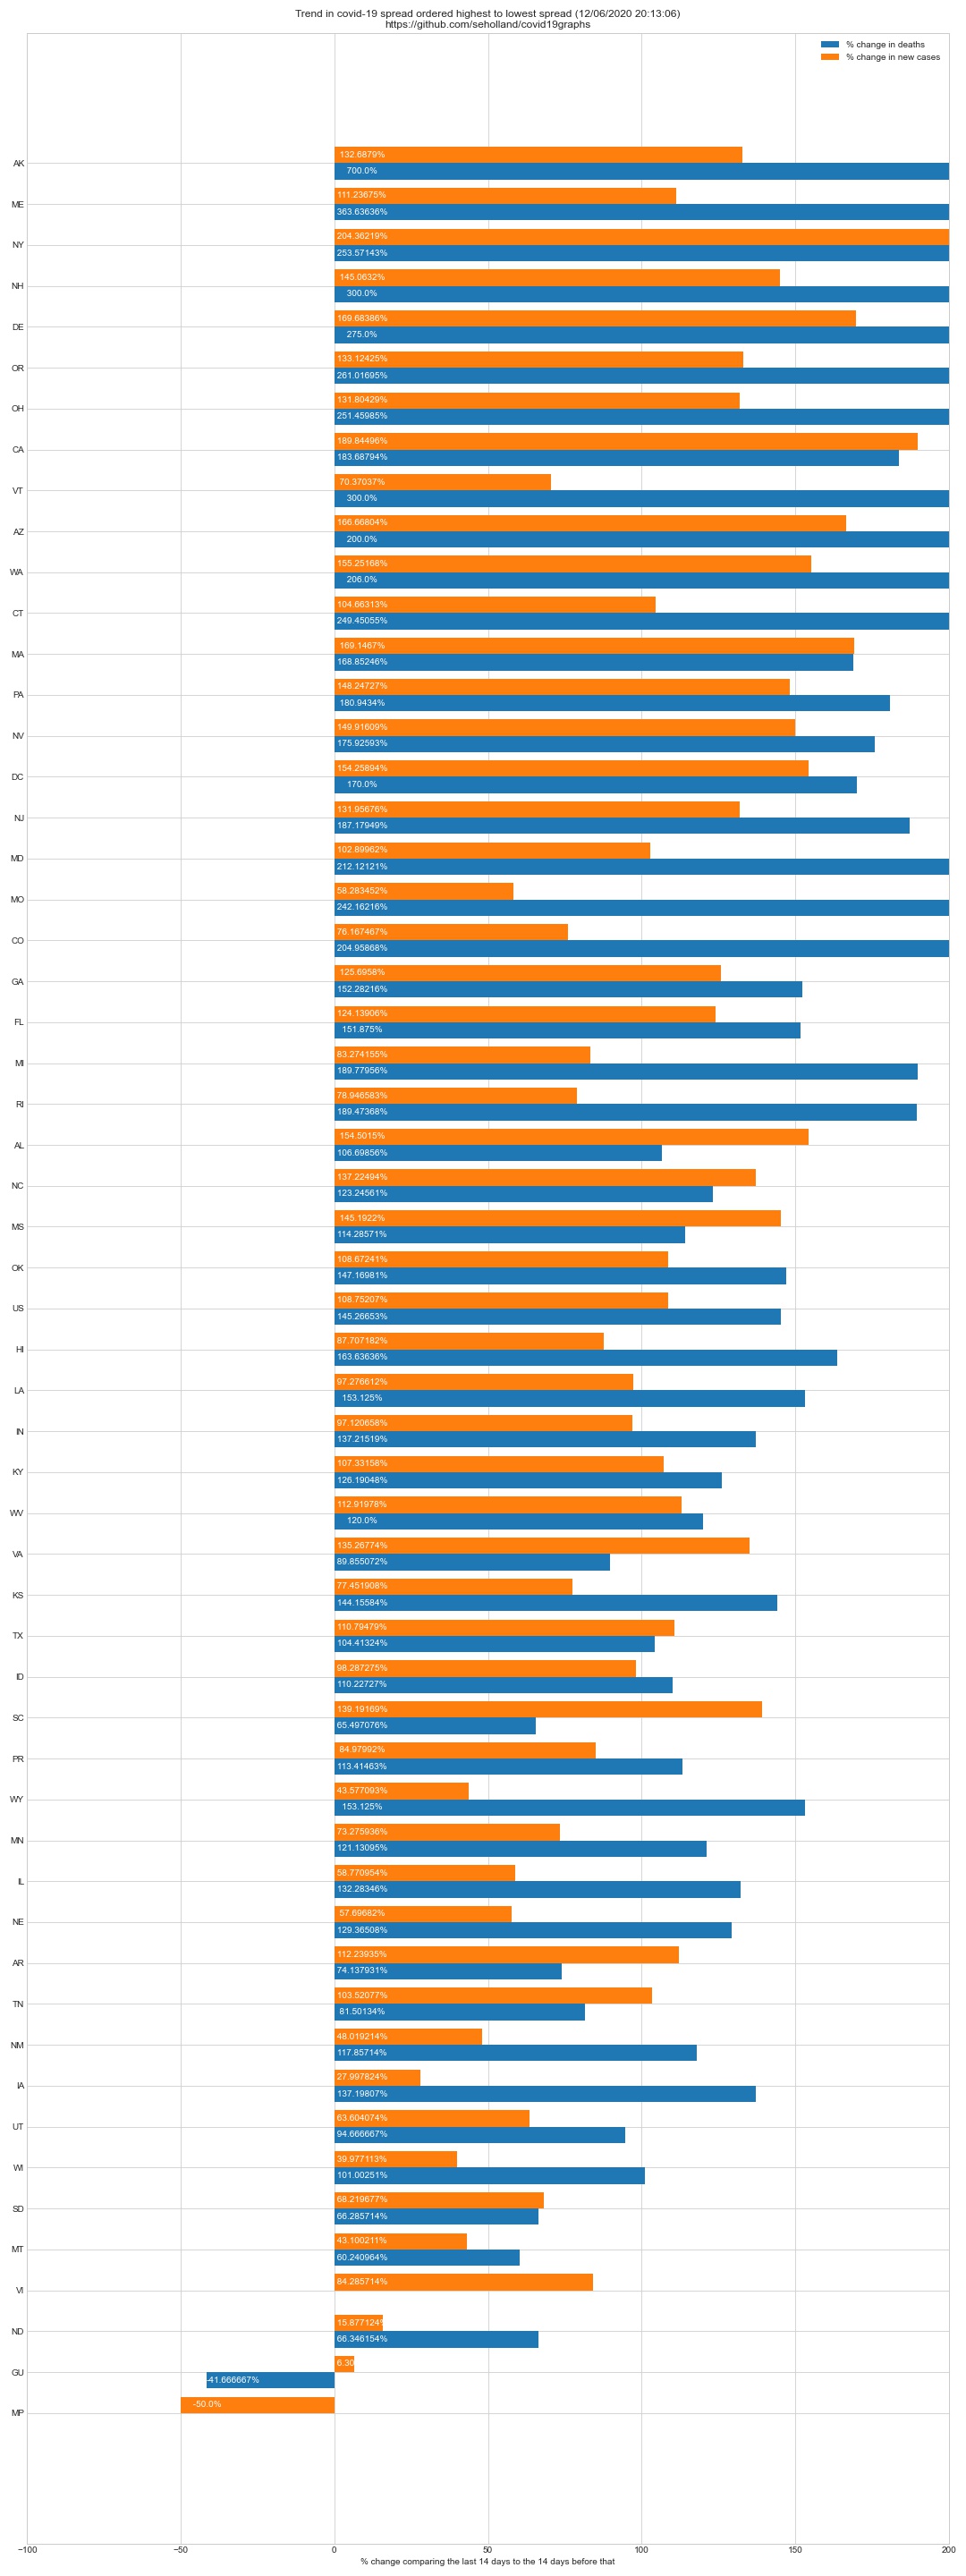 Trend in covid-19 spread ordered highest to lowest spread (12/06/2020 20:13:06)
https://github.com/seholland/covid19graphs
% change in deaths
% change in new cases
132.6879%
AK
700.0%
111.23675%
ME
363.63636%
204.36219%
NY
253.57143%
145.0632%
NH
300.0%
169.68386%
DE
275.0%
133.12425%
OR
261.01695%
131.80429%
OH
251.45985%
189.84496%
CA
183.68794%
70.37037%
VT
300.0%
166.66804%
AZ
200.0%
155.25168%
WA
206.0%
104.66313%
CT
249.45055%
169.1467%
MA
168.85246%
148.24727%
PA
180.9434%
149.91609%
NV
175.92593%
154.25894%
DC
170.0%
131.95676%
NJ
187.17949%
102.89962%
MD
212.12121%
58.283452%
MO
242.16216%
76.167467%
CO
204.95868%
125.6958%
GA
152.28216%
124.13906%
FL
151.875%
83.274155%
MI
189.77956%
78.946583%
RI
189.47368%
154.5015%
AL
106.69856%
137.22494%
NC
123.24561%
145.1922%
MS
114.28571%
108.67241%
OK
147.16981%
108.75207%
US
145.26653%
87.707182%
HI
163.63636%
97.276612%
LA
153.125%
97.120658%
IN
137.21519%
107.33158%
KY
126.19048%
112.91978%
WV
120.0%
135.26774%
VA
89.855072%
77.451908%
KS
144.15584%
110.79479%
TX
104.41324%
98.287275%
ID
110.22727%
139.19169%
SC
65.497076%
84.97992%
PR
113.41463%
43.577093%
WY
153.125%
73.275936%
MN
121.13095%
58.770954%
IL
132.28346%
57.69682%
NE
129.36508%
112.23935%
AR
74.137931%
103.52077%
TN
81.50134%
48.019214%
NM
117.85714%
27.997824%
IA
137.19807%
63.604074%
UT
94.666667%
39.977113%
WI
101.00251%
68.219677%
SD
66.285714%
43.100211%
MT
60.240964%
84.285714%
VI
15.877124%
ND
66.346154%
6.30
GU
-41.666667%
-50.0%
MP
−100 −50 0 50 100 150 200
% change comparing the last 14 days to the 14 days before that